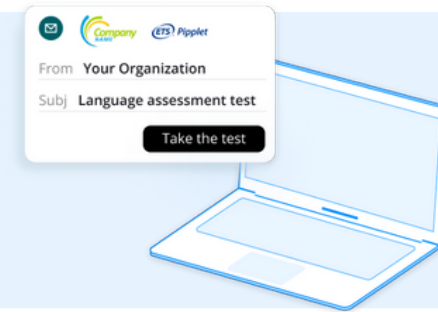 Company NAME ETS Pipplet
From Your Organization
Subj Language assessment test
Take the test